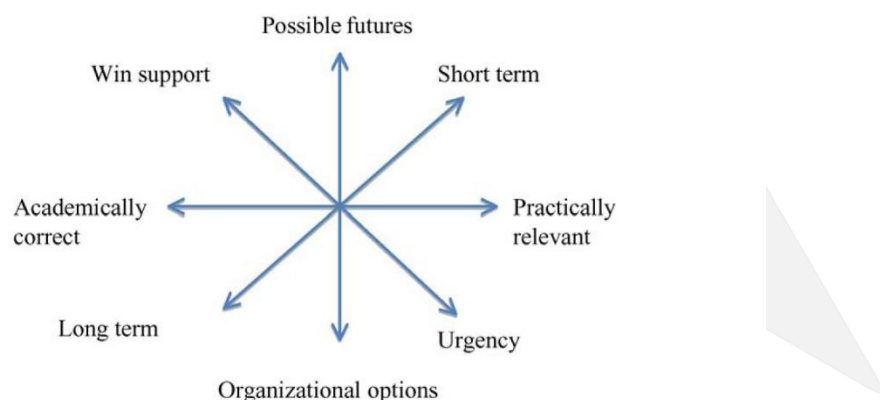 Possible futures
Win support
Short term
Academically
correct
Practically
relevant
Long term
Urgency
Organizational options